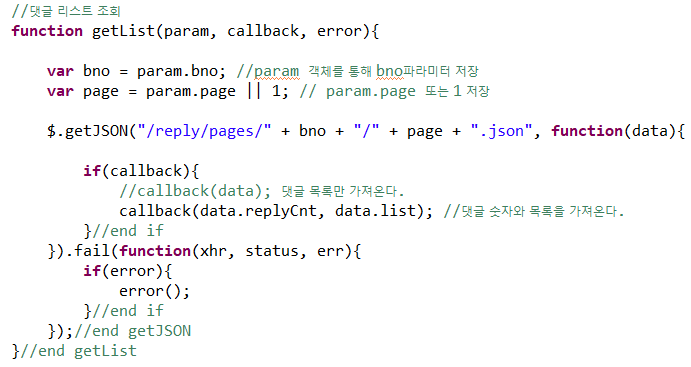 //댓글 리스트 조회
function getList(param, callback, error){
var bno = param.bno; //param 객체를 통해 bno파라미터 저장
var page = param.page || 1; // param.page 또는 1 저장
$.getJSON("/reply/pages/" + bno + "/" + page + ".json", function(data){
if(callback){
//callback(data); 댓글 목록만 가져온다.
callback(data.replyCnt, data.list); //댓글 숫자와 목록을 가져온다.
}//end if
}).fail(function(xhr, status, err){
if(error){
error();
}//end if
});//end getJSON
}//end getList